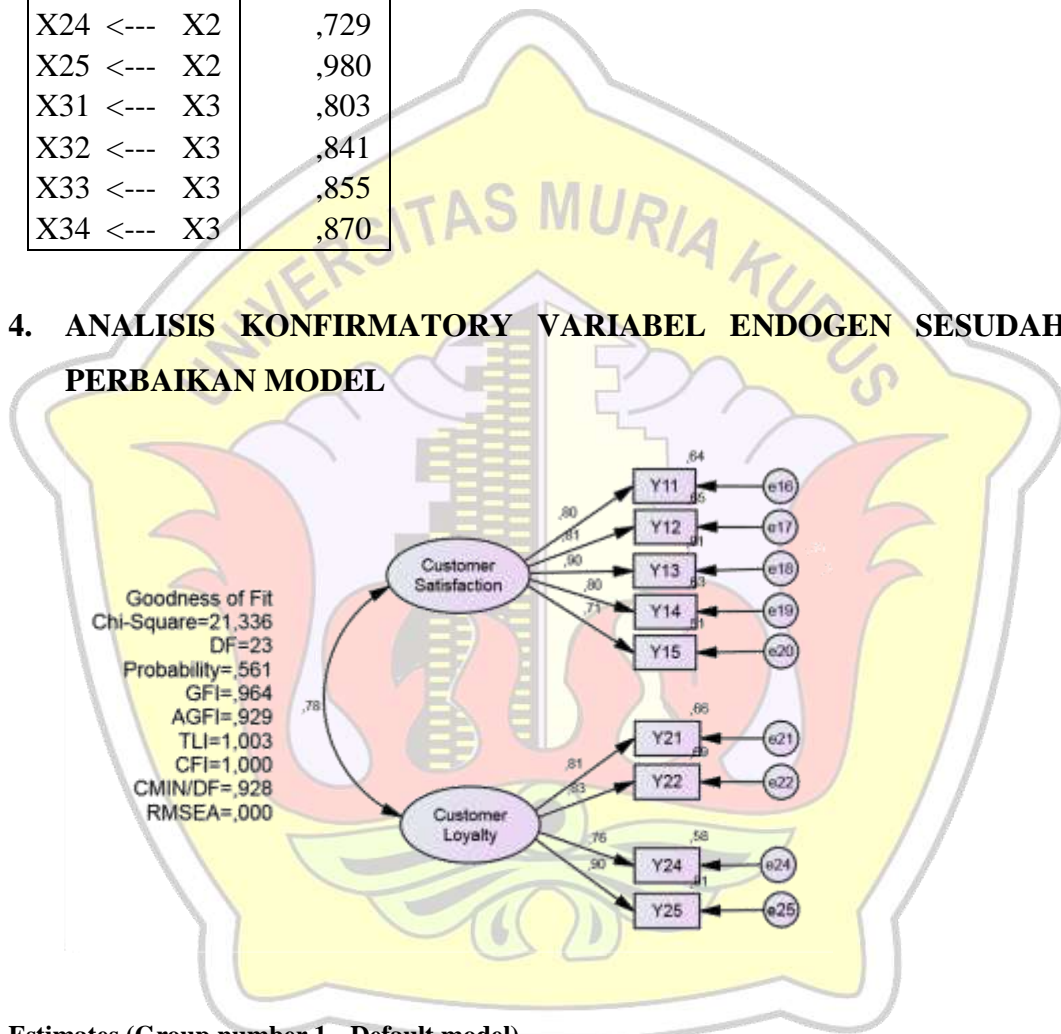 X24 <--- X2 ,729
X25 <--- X2 ,980
X31 <--- X3 ,803
X32 <--- X3 ,841
X33 <--- X3 ,855
X34 <--- X3 ,870
UNIVERSITAS MURIA KUDUS
4. ANALISIS KONFIRMATORY VARIABEL ENDOGEN SESUDAH
PERBAIKAN MODEL
Goodness of Fit
Chi-Square=21,336
DF=23
Probability=,561
GFI=,964
AGFI=,929
TLI=1,003
CFI=1,000
CMIN/DF=,928
RMSEA=,000
,78
Customer
Satisfaction
,80
,81
,90
,80
,71
,64
Y11 e16
,65
Y12 e17
,81
Y13 e18
,63
Y14 e19
,51
Y15 e20
Customer
Loyalty
,81
,83
,76
,90
,66
Y21 e21
,69
Y22 e22
,58
Y24 e24
,81
Y25 e25
Estimates (Group number 1 - Default model)